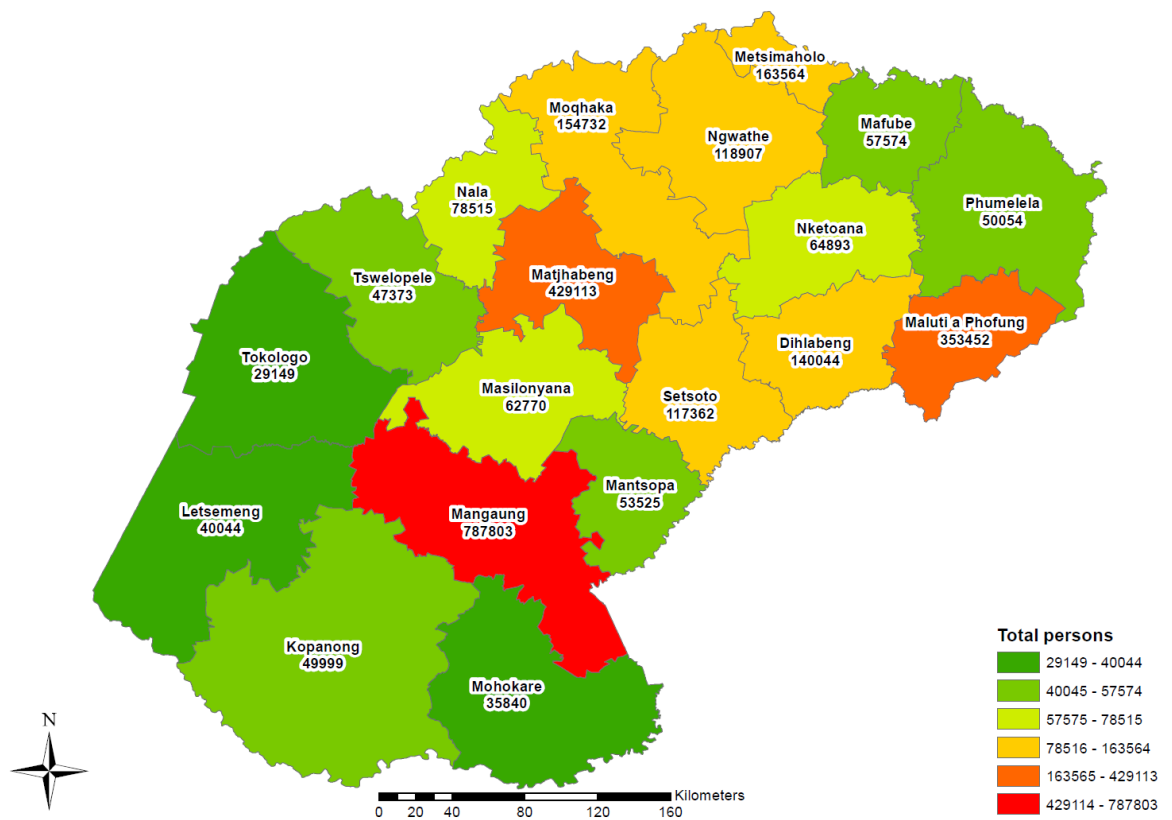 Metsimaholo
163564
Moqhaka
154732
Mafube
57574
Ngwathe
118907
Nala
78515
Phumelela
50054
Nketoana
64893
Tswelopele
47373
Matjhabeng
429113
Maluti a Phofung
353452
Dihlabeng
140044
Tokologo
29149
Masilonyana
62770
Setsoto
117362
Mantsopa
53525
Letsemeng
40044
Mangaung
787803
Kopanong
49999
Mohokare
35840
Total persons
29149 - 40044
40045 - 57574
57575 - 78515
78516 - 163564
163565 - 429113
429114 - 787803
N
Kilometers
0 20 40 80 120 160